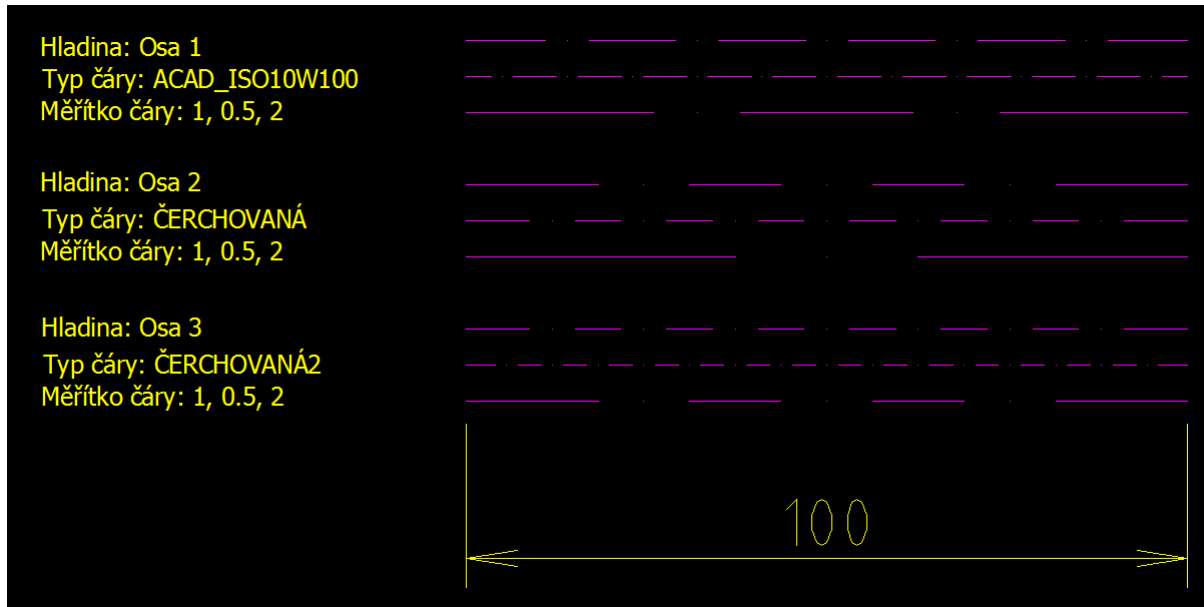 Hladina: Osa 1
Typ čáry: ACAD_ISO10W100
Měřítko čáry: 1, 0.5, 2
Hladina: Osa 2
Typ čáry: ČERCHOVANÁ
Měřítko čáry: 1, 0.5, 2
Hladina: Osa 3
Typ čáry: ČERCHOVANÁ2
Měřítko čáry: 1, 0.5, 2
100